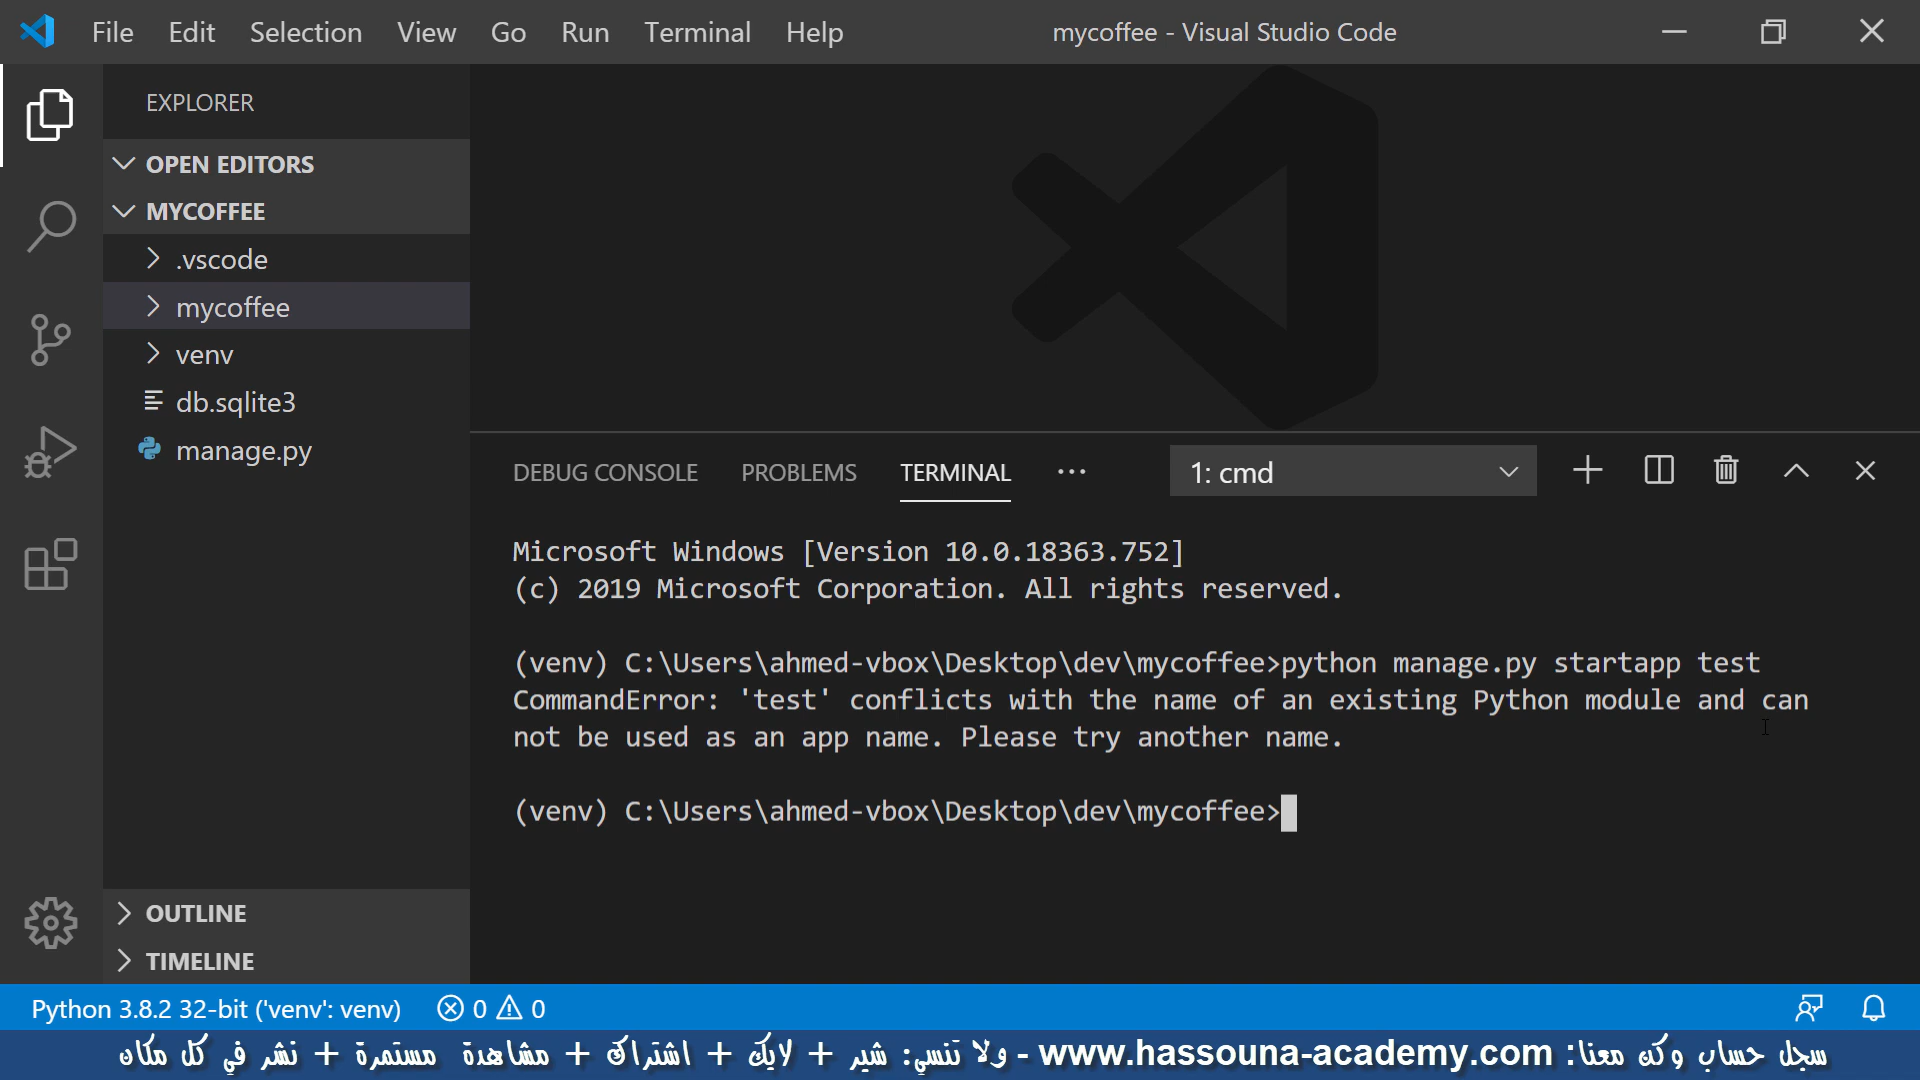 File Edit Selection View Go Run Terminal Help
mycoffee - Visual Studio Code
EXPLORER
OPEN EDITORS
MYCOFFEE
.vscode
mycoffee
venv
db.sqlite3
manage.py
OUTLINE
TIMELINE
DEBUG CONSOLE PROBLEMS TERMINAL ··· 1: cmd
Microsoft Windows [Version 10.0.18363.752]
(c) 2019 Microsoft Corporation. All rights reserved.
(venv) C:\Users\ahmed-vbox\Desktop\dev\mycoffee>python manage.py startapp test
CommandError: 'test' conflicts with the name of an existing Python module and can
not be used as an app name. Please try another name.
(venv) C:\Users\ahmed-vbox\Desktop\dev\mycoffee>
Python 3.8.2 32-bit ('venv': venv) 0 0
سجل حساب وكن معنا: www.hassouna-academy.com - ولا تنسي: شير + لايك + اشتراك + مشاهدة مستمرة + نشر في كل مكان